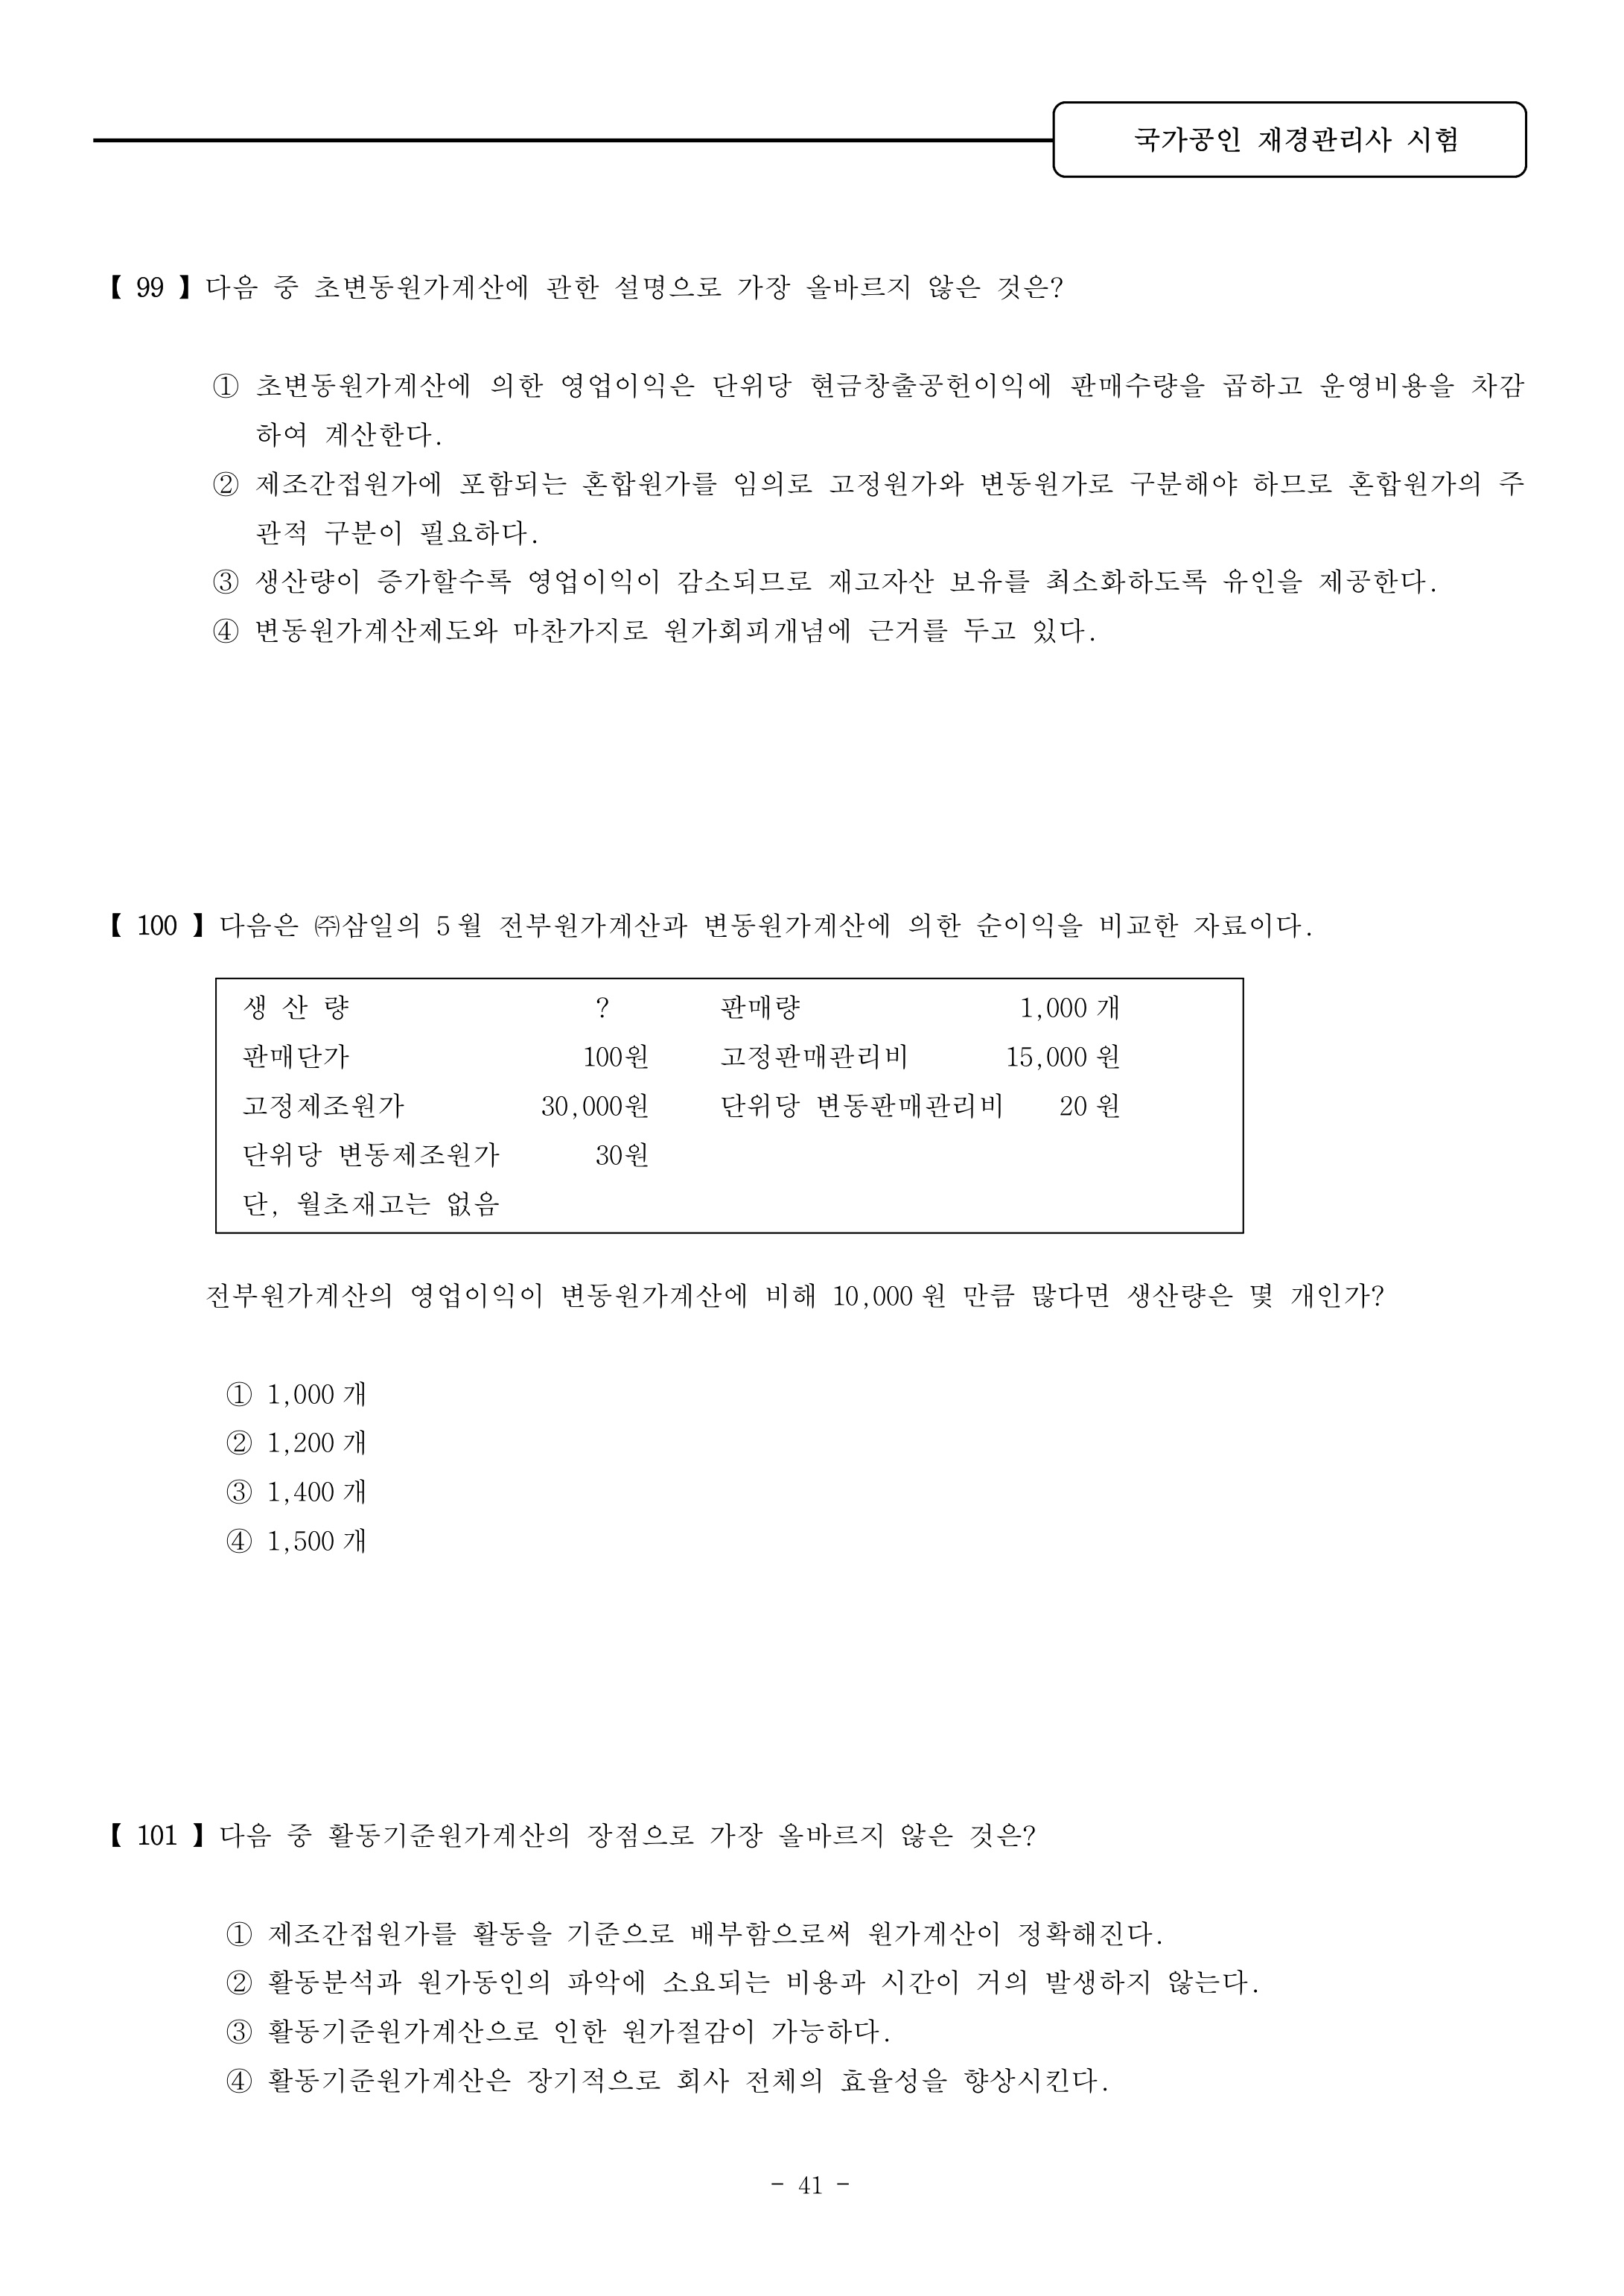 국가공인 재경관리사 시험
【 99 】다음 중 초변동원가계산에 관한 설명으로 가장 올바르지 않은 것은?
① 초변동원가계산에 의한 영업이익은 단위당 현금창출공헌이익에 판매수량을 곱하고 운영비용을 차감
하여 계산한다.
② 제조간접원가에 포함되는 혼합원가를 임의로 고정원가와 변동원가로 구분해야 하므로 혼합원가의 주
관적 구분이 필요하다.
③ 생산량이 증가할수록 영업이익이 감소되므로 재고자산 보유를 최소화하도록 유인을 제공한다.
④ 변동원가계산제도와 마찬가지로 원가회피개념에 근거를 두고 있다.
【 100 】다음은 ㈜삼일의 5월 전부원가계산과 변동원가계산에 의한 순이익을 비교한 자료이다.
생 산 량 ? 판매량 1,000 개
판매단가 100원 고정판매관리비 15,000 원
고정제조원가 30,000원 단위당 변동판매관리비 20 원
단위당 변동제조원가 30원
단, 월초재고는 없음
전부원가계산의 영업이익이 변동원가계산에 비해 10,000원 만큼 많다면 생산량은 몇 개인가?
① 1,000개
② 1,200개
③ 1,400개
④ 1,500개
【 101 】다음 중 활동기준원가계산의 장점으로 가장 올바르지 않은 것은?
① 제조간접원가를 활동을 기준으로 배부함으로써 원가계산이 정확해진다.
② 활동분석과 원가동인의 파악에 소요되는 비용과 시간이 거의 발생하지 않는다.
③ 활동기준원가계산으로 인한 원가절감이 가능하다.
④ 활동기준원가계산은 장기적으로 회사 전체의 효율성을 향상시킨다.
- 41 -